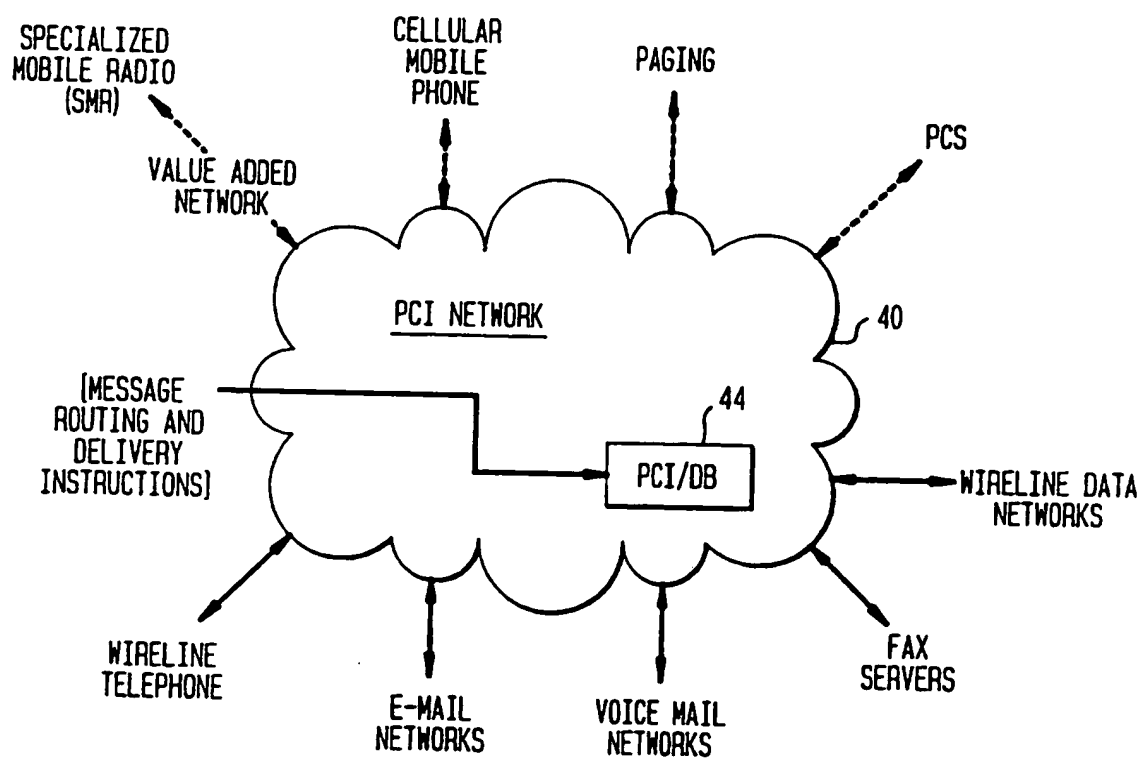 SPECIALIZED
MOBILE RADIO
(SMR)
CELLULAR
MOBILE
PHONE
PAGING
PCS
VALUE ADDED
NETWORK
PCI NETWORK
40
[MESSAGE
ROUTING AND
DELIVERY
INSTRUCTIONS]
44
PCI/DB
WIRELINE DATA
NETWORKS
WIRELINE
TELEPHONE
E-MAIL
NETWORKS
VOICE MAIL
NETWORKS
FAX
SERVERS